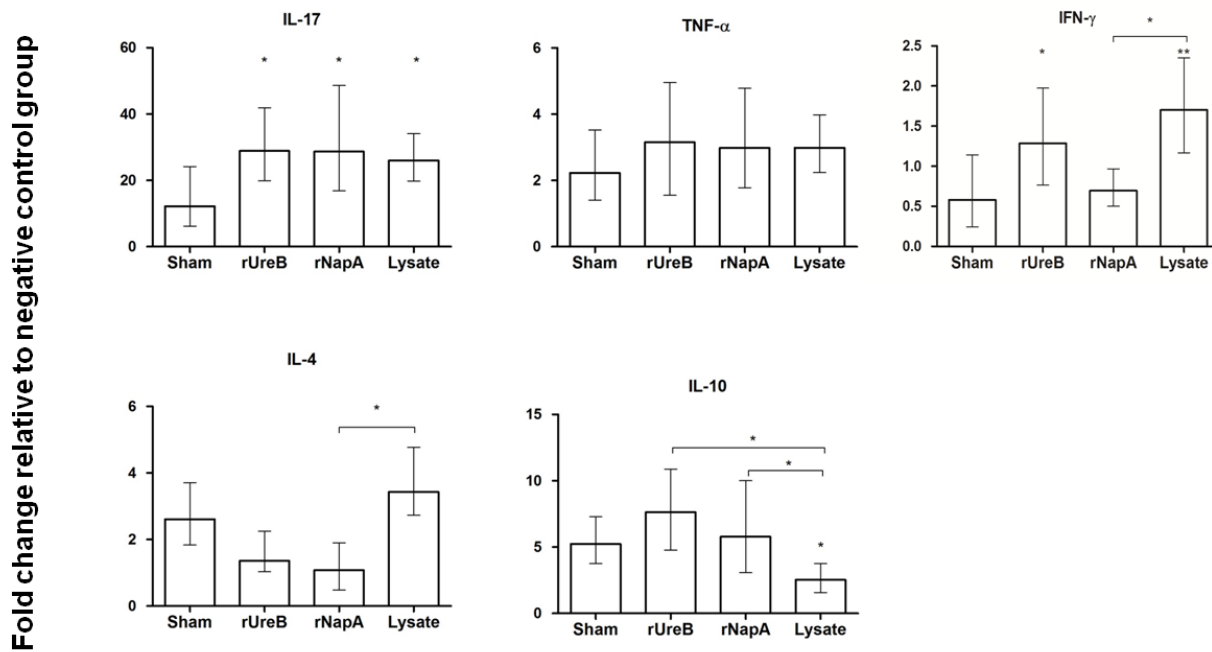 Fold change relative to negative control group
IL-17
60
40
20
0
* * *
Sham rUreB rNapA Lysate
TNF-α
6
4
2
0
Sham rUreB rNapA Lysate
IFN-γ
2.5
2.0
1.5
1.0
0.5
0.0
*
* **
Sham rUreB rNapA Lysate
IL-4
6
4
2
0
*
Sham rUreB rNapA Lysate
IL-10
15
10
5
0
*
*
*
Sham rUreB rNapA Lysate